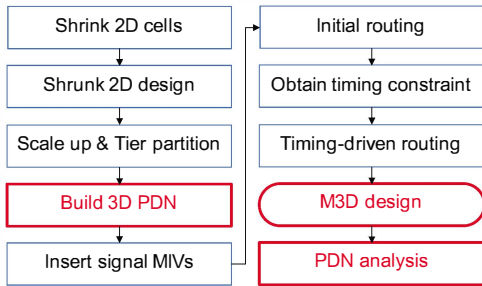 Shrink 2D cells
Shrunk 2D design
Scale up & Tier partition
Build 3D PDN
Insert signal MIVs
Initial routing
Obtain timing constraint
Timing-driven routing
M3D design
PDN analysis